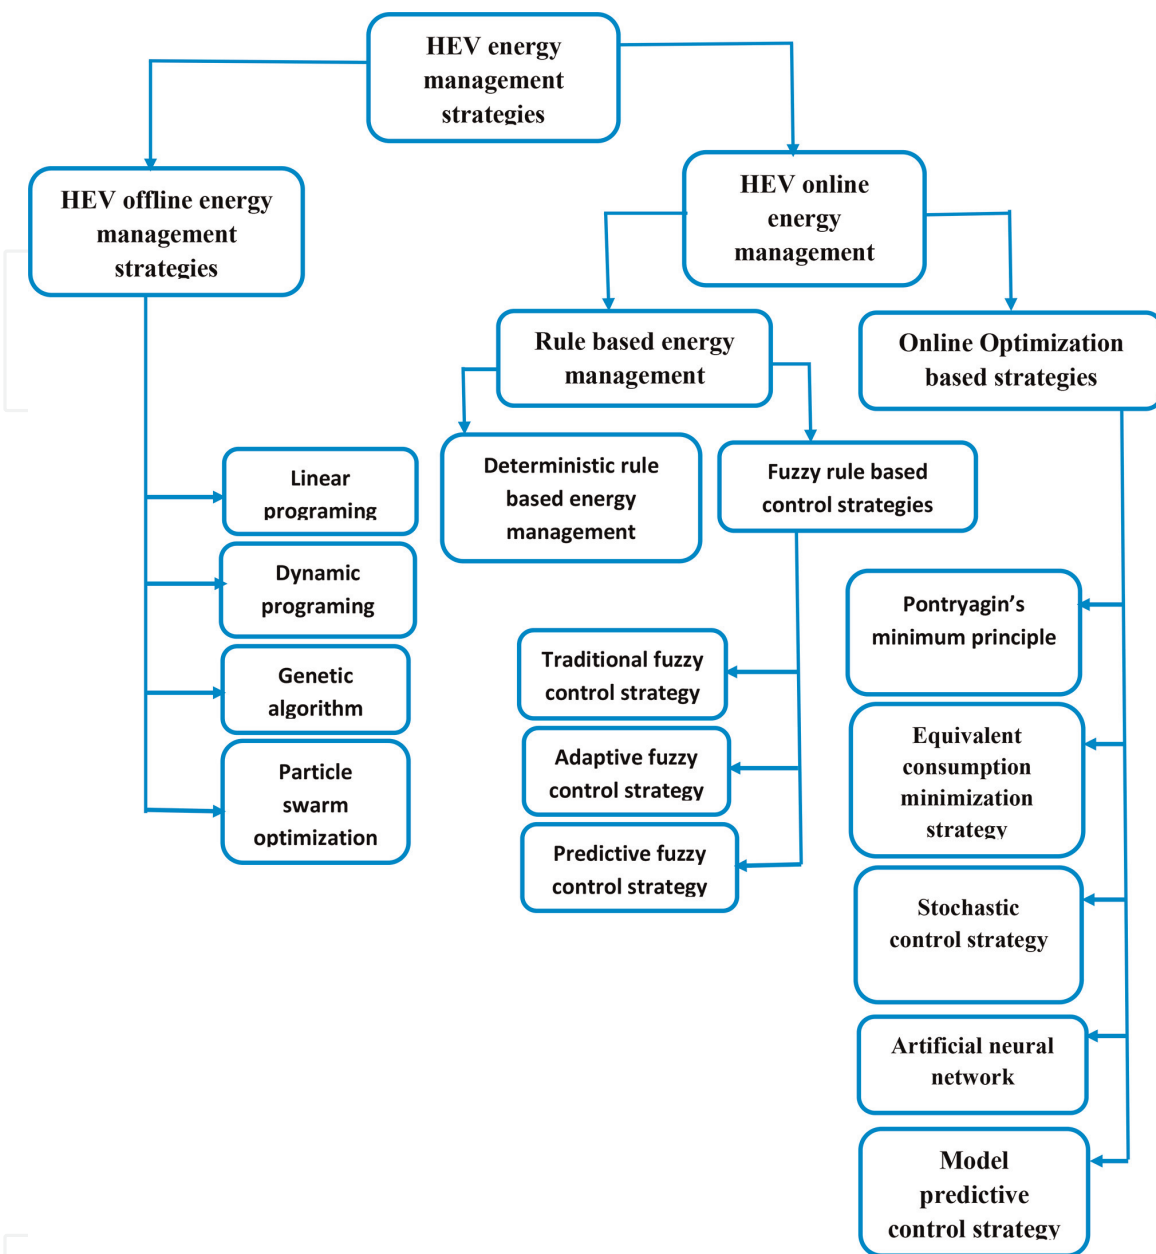 HEV energy
management
strategies
HEV offline energy
management
strategies
HEV online
energy
management
Rule based energy
management
Online Optimization
based strategies
Deterministic rule
based energy
management
Fuzzy rule based
control strategies
Linear
programing
Dynamic
programing
Genetic
algorithm
Particle
swarm
optimization
Traditional fuzzy
control strategy
Adaptive fuzzy
control strategy
Predictive fuzzy
control strategy
Pontryagin’s
minimum principle
Equivalent
consumption
minimization
strategy
Stochastic
control strategy
Artificial neural
network
Model
predictive
control strategy